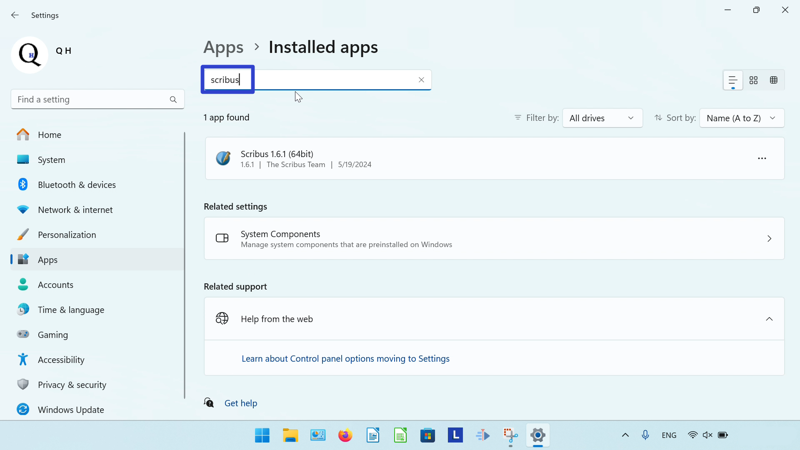 Settings
Q H
Q H
Find a setting
Home
System
Bluetooth & devices
Network & internet
Personalization
Apps
Accounts
Time & language
Gaming
Accessibility
Privacy & security
Windows Update
Apps > Installed apps
scribus
1 app found
Filter by: All drives
Sort by: Name (A to Z)
Scribus 1.6.1 (64bit)
1.6.1 | The Scribus Team | 5/19/2024
Related settings
System Components
Manage system components that are preinstalled on Windows
Related support
Help from the web
Learn about Control panel options moving to Settings
Get help
L
ENG